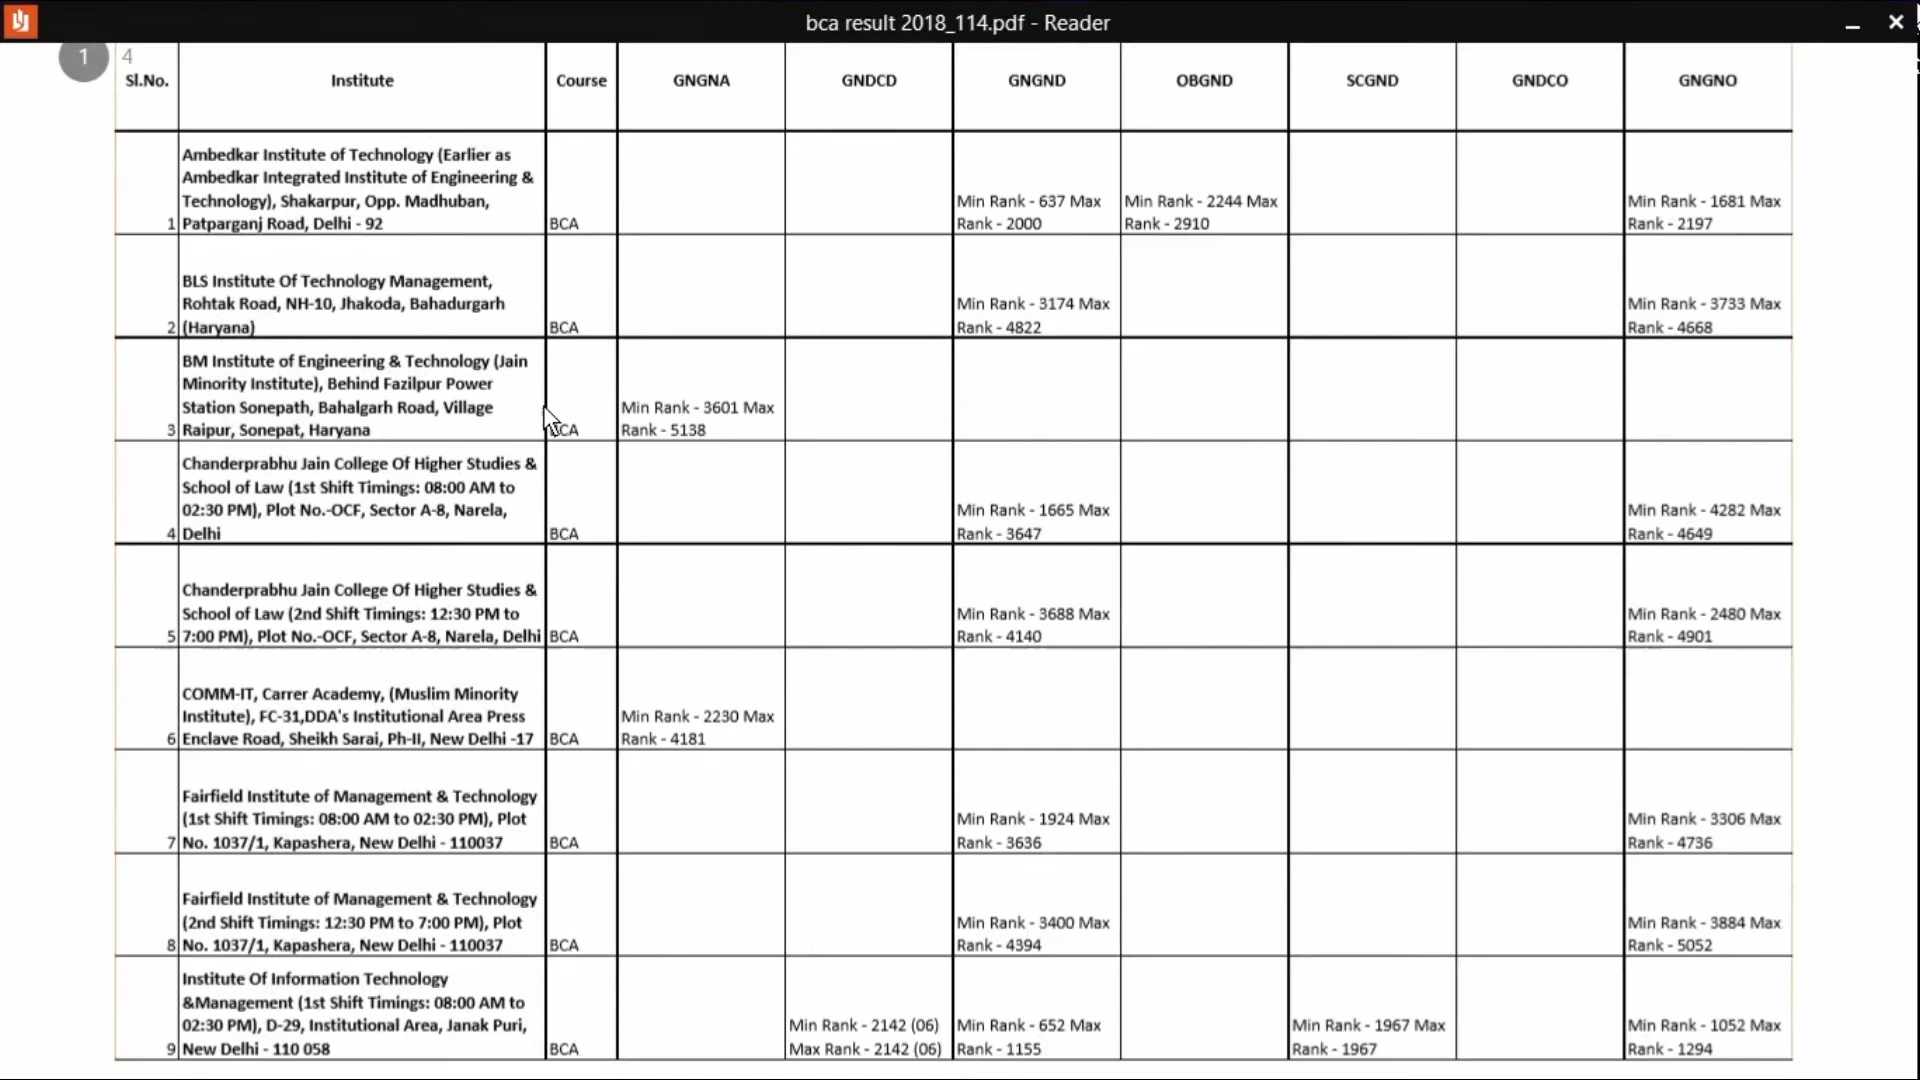 bca result 2018_114.pdf - Reader
1 4
Sl.No. Institute Course GNGNA GNDCD GNGND OBGND SCGND GNDCO GNGNO
Ambedkar Institute of Technology (Earlier as
Ambedkar Integrated Institute of Engineering &
Technology), Shakarpur, Opp. Madhuban, Min Rank - 637 Max Min Rank - 2244 Max Min Rank - 1681 Max
1 Patparganj Road, Delhi - 92 BCA Rank - 2000 Rank - 2910 Rank - 2197
BLS Institute Of Technology Management,
Rohtak Road, NH-10, Jhakoda, Bahadurgarh Min Rank - 3174 Max Min Rank - 3733 Max
2 (Haryana) BCA Rank - 4822 Rank - 4668
BM Institute of Engineering & Technology (Jain
Minority Institute), Behind Fazilpur Power
Station Sonepath, Bahalgarh Road, Village Min Rank - 3601 Max
3 Raipur, Sonepat, Haryana CA Rank - 5138
Chanderprabhu Jain College Of Higher Studies &
School of Law (1st Shift Timings: 08:00 AM to
02:30 PM), Plot No.-OCF, Sector A-8, Narela, Min Rank - 1665 Max Min Rank - 4282 Max
4 Delhi BCA Rank - 3647 Rank - 4649
Chanderprabhu Jain College Of Higher Studies &
School of Law (2nd Shift Timings: 12:30 PM to Min Rank - 3688 Max Min Rank - 2480 Max
5 7:00 PM), Plot No.-OCF, Sector A-8, Narela, Delhi BCA Rank - 4140 Rank - 4901
COMM-IT, Carrer Academy, (Muslim Minority
Institute), FC-31,DDA's Institutional Area Press Min Rank - 2230 Max
6 Enclave Road, Sheikh Sarai, Ph-II, New Delhi -17 BCA Rank - 4181
Fairfield Institute of Management & Technology
(1st Shift Timings: 08:00 AM to 02:30 PM), Plot Min Rank - 1924 Max Min Rank - 3306 Max
7 No. 1037/1, Kapashera, New Delhi - 110037 BCA Rank - 3636 Rank - 4736
Fairfield Institute of Management & Technology
(2nd Shift Timings: 12:30 PM to 7:00 PM), Plot Min Rank - 3400 Max Min Rank - 3884 Max
8 No. 1037/1, Kapashera, New Delhi - 110037 BCA Rank - 4394 Rank - 5052
Institute Of Information Technology
&Management (1st Shift Timings: 08:00 AM to
02:30 PM), D-29, Institutional Area, Janak Puri, Min Rank - 2142 (06) Min Rank - 652 Max Min Rank - 1967 Max Min Rank - 1052 Max
9 New Delhi - 110 058 BCA Max Rank - 2142 (06) Rank - 1155 Rank - 1967 Rank - 1294